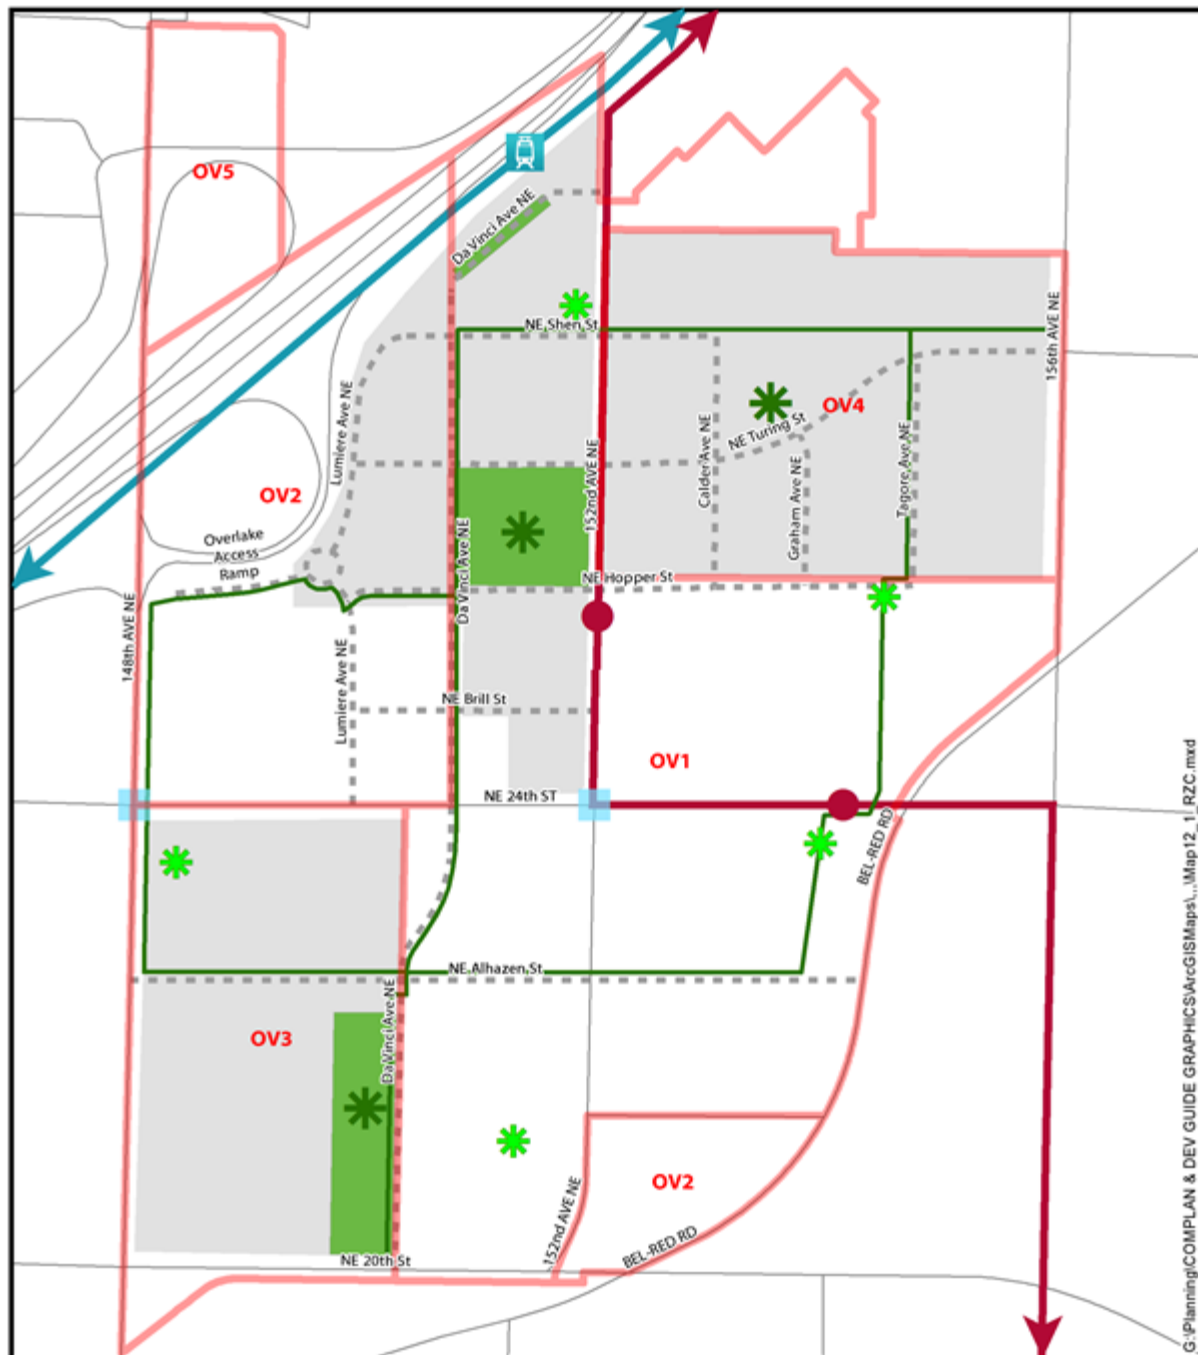 OV5
Da Vinci Ave NE
NE Shen St
156th AVE NE
Lumiere Ave NE
OV4
NE Turing St
Calder Ave NE
Graham Ave NE
Tagore Ave NE
152nd AVE NE
OV2
Overlake
Access
Ramp
Da Vinci Ave NE
NE Hopper St
148th AVE NE
Lumiere Ave NE
NE Brill St
OV1
NE 24th ST
BEL-RED RD
NE Alhazen St
Da Vinci Ave NE
OV3
152nd AVE NE
OV2
BEL-RED RD
NE 20th St
G:\Planning\COMPLAN & DEV GUIDE GRAPHICS\ArcGISMaps\...\Map12_1_RZC.mxd